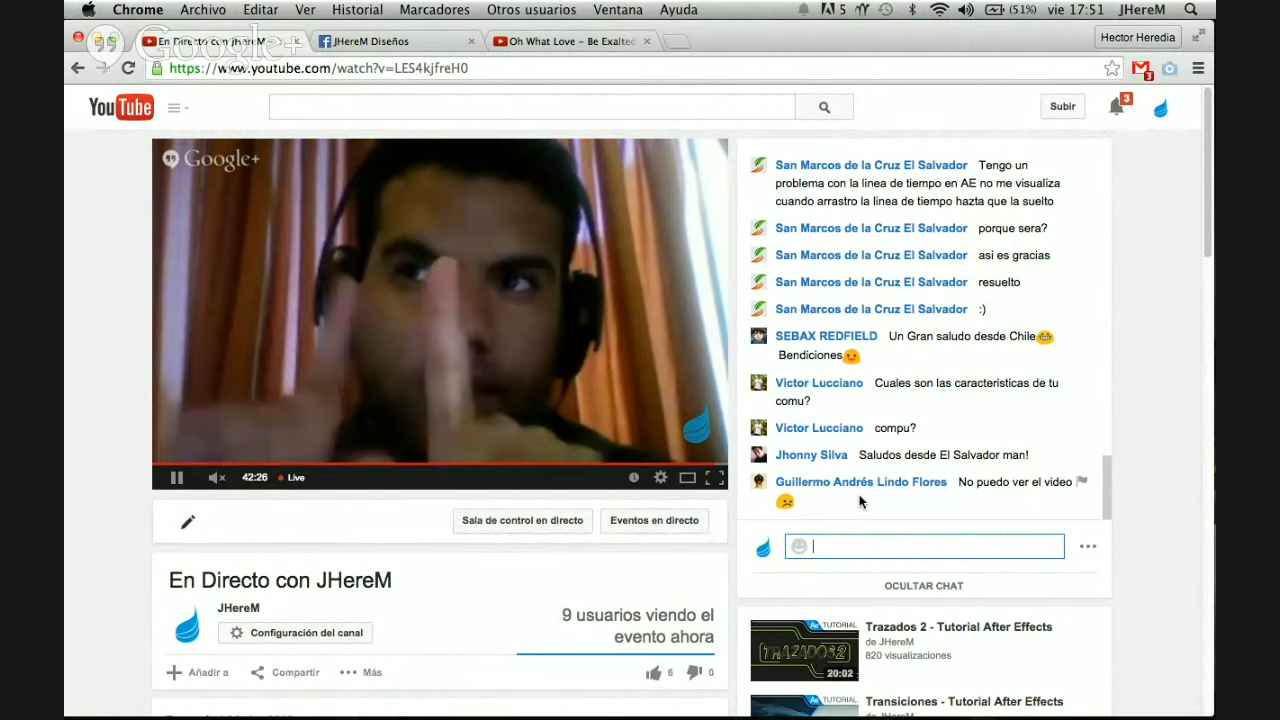 Chrome Archivo Editar Ver Historial Marcadores Otros usuarios Ventana Ayuda 5 (51%) vie 17:51 JHereM
Google+
En Directo con JHereM JHereM Diseños Oh What Love – Be Exalted Hector Heredia
https://www.youtube.com/watch?v=LES4kjfreH0 3
YouTube Subir 3
Google+
San Marcos de la Cruz El Salvador Tengo un
problema con la linea de tiempo en AE no me visualiza
cuando arrastro la linea de tiempo hazta que la suelto
San Marcos de la Cruz El Salvador porque sera?
San Marcos de la Cruz El Salvador asi es gracias
San Marcos de la Cruz El Salvador resuelto
San Marcos de la Cruz El Salvador :)
SEBAX REDFIELD Un Gran saludo desde Chile
Bendiciones
Victor Lucciano Cuales son las caracteristicas de tu
comu?
Victor Lucciano compu?
Jhonny Silva Saludos desde El Salvador man!
Guillermo Andrés Lindo Flores No puedo ver el video
42:26 Live
Sala de control en directo Eventos en directo
OCULTAR CHAT
En Directo con JHereM
JHereM
Configuración del canal
9 usuarios viendo el
evento ahora
Añadir a Compartir Más 6 0
Ae TUTORIAL
TRAZADOS2
20:02
Trazados 2 - Tutorial After Effects
de JHereM
820 visualizaciones
Ae TUTORIAL
Transiciones - Tutorial After Effects